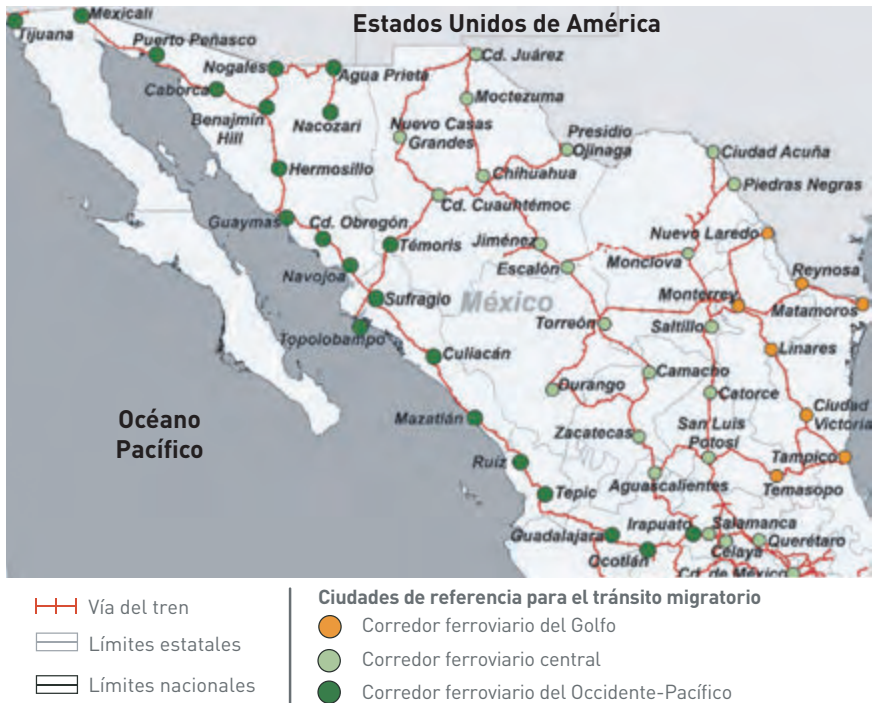 Estados Unidos de América
Mexicali
Tijuana
Puerto Peñasco
Nogales
Agua Prieta
Cd. Juárez
Caborca
Moctezuma
Benajmín
Hill
Nacozari
Nuevo Casas
Grandes
Presidio
Ojinaga
Ciudad Acuña
Hermosillo
Chihuahua
Piedras Negras
Cd. Cuauhtémoc
Guaymas
Cd. Obregón
Témoris
Jiménez
Nuevo Laredo
Navojoa
Escalón
Monclova
Reynosa
Sufragio
México
Monterrey
Matamoros
Topolobampo
Torreón
Saltillo
Linares
Culiacán
Camacho
Durango
Catorce
Océano
Pacífico
Mazatlán
Zacatecas
San Luis
Potosí
Ciudad
Victoria
Ruíz
Tampico
Tepic
Aguascalientes
Temasopo
Guadalajara
Irapuato
Salamanca
Querétaro
Ocotlán
Celaya
Cd. de México
Vía del tren
Límites estatales
Límites nacionales
Ciudades de referencia para el tránsito migratorio
Corredor ferroviario del Golfo
Corredor ferroviario central
Corredor ferroviario del Occidente-Pacífico